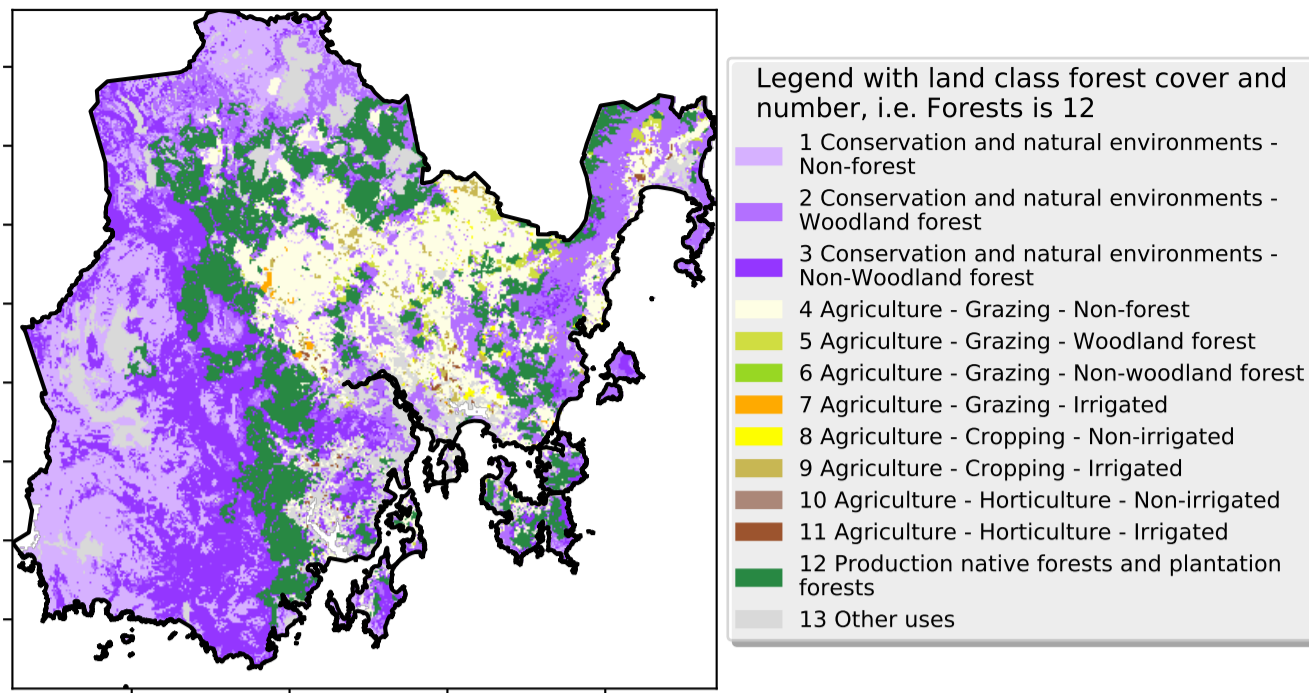 Legend with land class forest cover and
number, i.e. Forests is 12
1 Conservation and natural environments -
Non-forest
2 Conservation and natural environments -
Woodland forest
3 Conservation and natural environments -
Non-Woodland forest
4 Agriculture - Grazing - Non-forest
5 Agriculture - Grazing - Woodland forest
6 Agriculture - Grazing - Non-woodland forest
7 Agriculture - Grazing - Irrigated
8 Agriculture - Cropping - Non-irrigated
9 Agriculture - Cropping - Irrigated
10 Agriculture - Horticulture - Non-irrigated
11 Agriculture - Horticulture - Irrigated
12 Production native forests and plantation
forests
13 Other uses